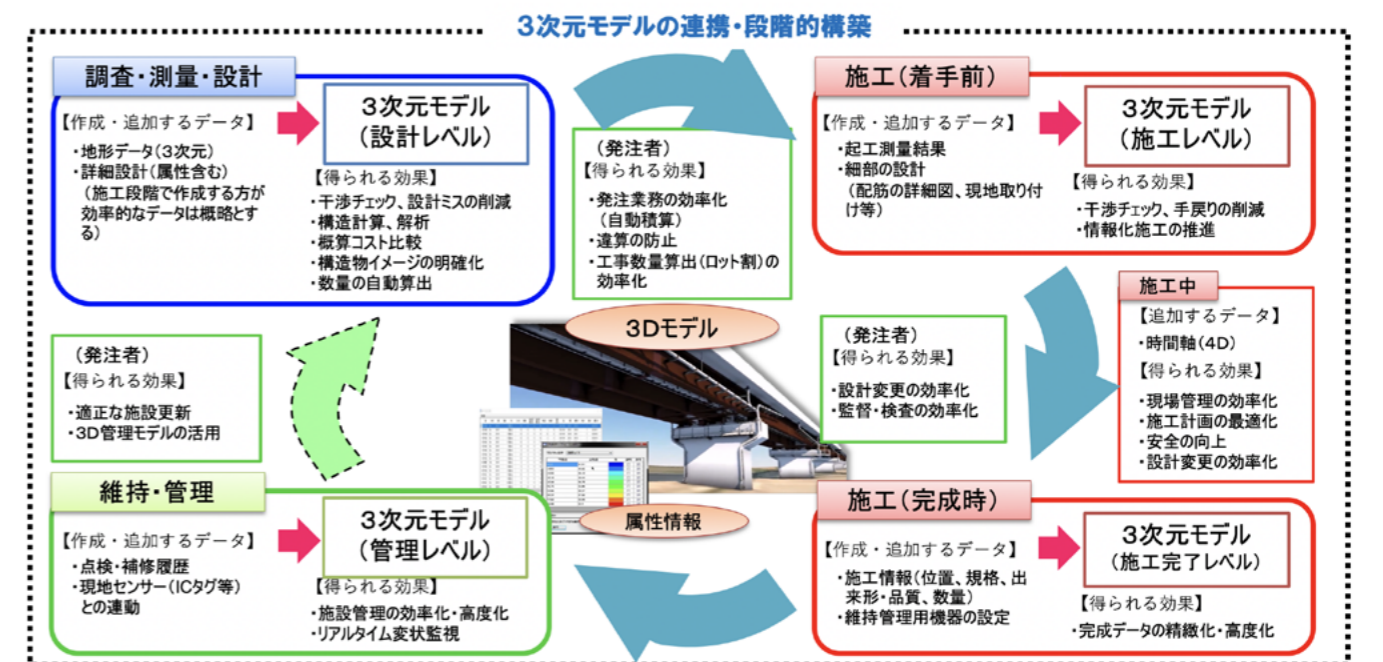 3次元モデルの連携・段階的構築
調査・測量・設計
【作成・追加するデータ】
・地形データ(3次元)
・詳細設計(属性含む)
(施工段階で作成する方が
効率的なデータは概略とす
る)
3次元モデル
(設計レベル)
【得られる効果】
・干渉チェック、設計ミスの削減
・構造計算、解析
・概算コスト比較
・構造物イメージの明確化
・数量の自動算出
(発注者)
【得られる効果】
・発注業務の効率化
(自動積算)
・違算の防止
・工事数量算出(ロット割)の
効率化
施工(着手前)
【作成・追加するデータ】
・起工測量結果
・細部の設計
(配筋の詳細図、現地取り付
け等)
3次元モデル
(施工レベル)
【得られる効果】
・干渉チェック、手戻りの削減
・情報化施工の推進
施工中
【追加するデータ】
・時間軸(4D)
【得られる効果】
・現場管理の効率化
・施工計画の最適化
・安全の向上
・設計変更の効率化
(発注者)
【得られる効果】
・設計変更の効率化
・監督・検査の効率化
3Dモデル
属性情報
(発注者)
【得られる効果】
・適正な施設更新
・3D管理モデルの活用
維持・管理
【作成・追加するデータ】
・点検・補修履歴
・現地センサー(ICタグ等)
との連動
3次元モデル
(管理レベル)
【得られる効果】
・施設管理の効率化・高度化
・リアルタイム変状監視
施工(完成時)
【作成・追加するデータ】
・施工情報(位置、規格、出
来形・品質、数量)
・維持管理用機器の設定
3次元モデル
(施工完了レベル)
【得られる効果】
・完成データの精緻化・高度化